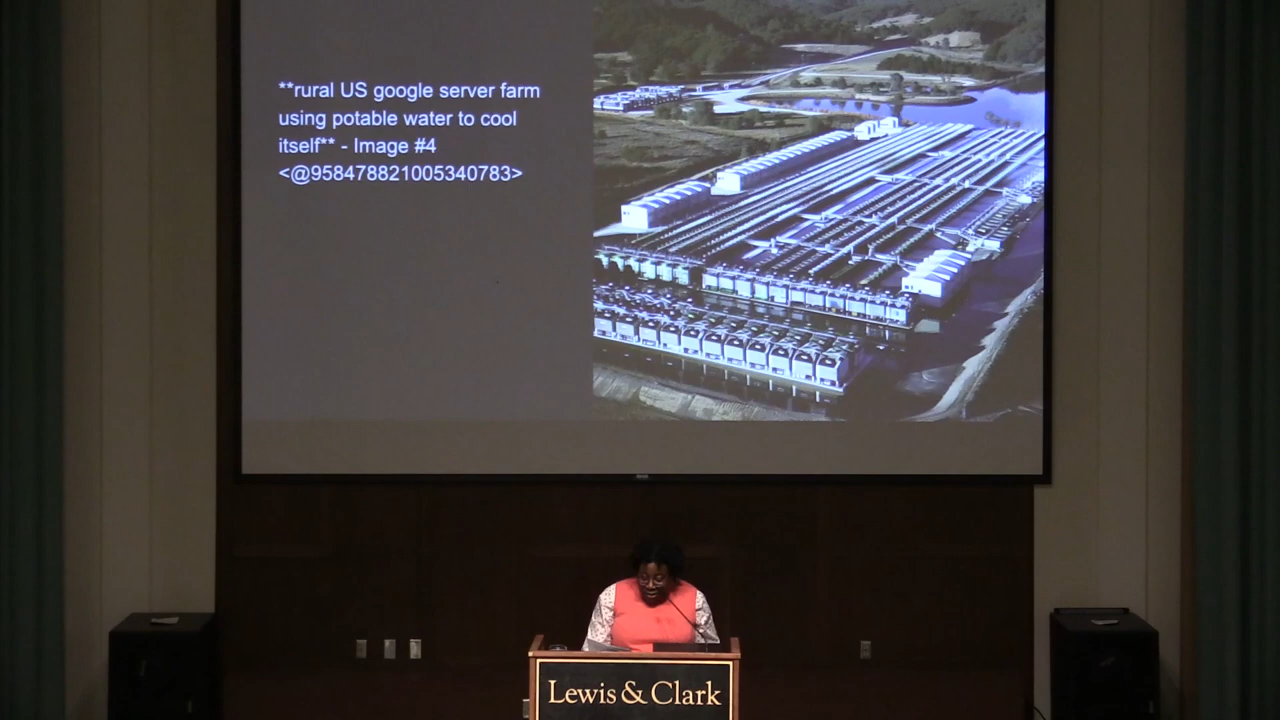 **rural US google server farm
using potable water to cool
itself** - Image #4
<@958478821005340783>
Lewis & Clark